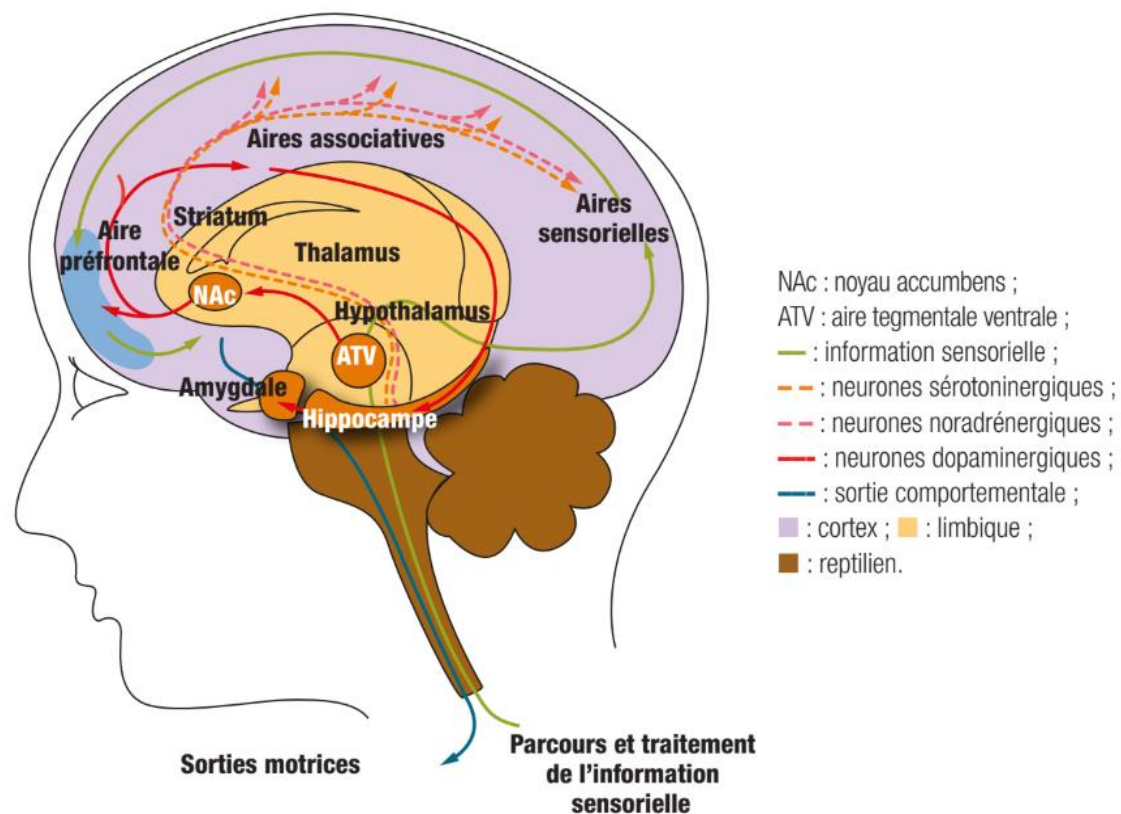 Aires associatives
Striatum
Aire
préfrontale
Thalamus
Aires
sensorielles
NAc
Hypothalamus
ATV
Amygdale
Hippocampe
Sorties motrices
Parcours et traitement
de l’information
sensorielle
NAc : noyau accumbens ;
ATV : aire tegmentale ventrale ;
: information sensorielle ;
: neurones sérotoninergiques ;
: neurones noradrénergiques ;
: neurones dopaminergiques ;
: sortie comportementale ;
: cortex ; : limbique ;
: reptilien.